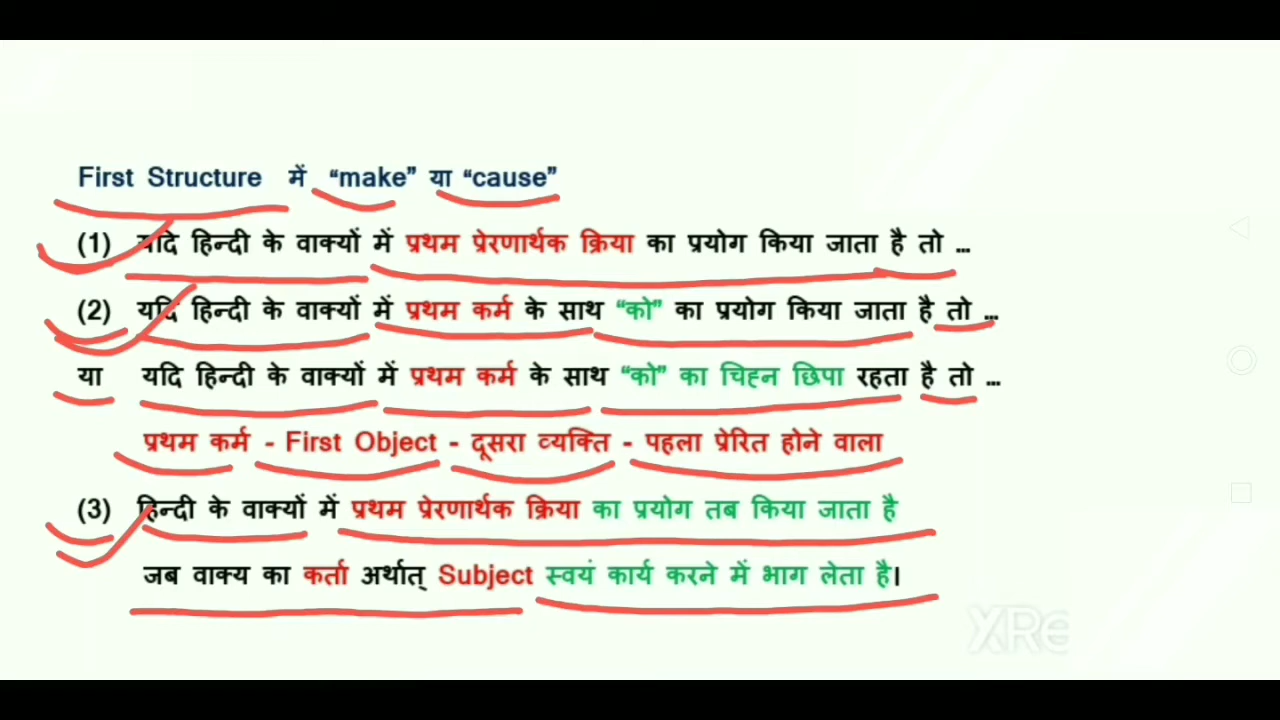 First Structure में “make” या “cause”
(1) यदि हिन्दी के वाक्यों में प्रथम प्रेरणार्थक क्रिया का प्रयोग किया जाता है तो ...
(2) यदि हिन्दी के वाक्यों में प्रथम कर्म के साथ “को” का प्रयोग किया जाता है तो ...
या यदि हिन्दी के वाक्यों में प्रथम कर्म के साथ “को” का चिह्न छिपा रहता है तो ...
प्रथम कर्म - First Object - दूसरा व्यक्ति - पहला प्रेरित होने वाला
(3) हिन्दी के वाक्यों में प्रथम प्रेरणार्थक क्रिया का प्रयोग तब किया जाता है
जब वाक्य का कर्ता अर्थात् Subject स्वयं कार्य करने में भाग लेता है।
XRe